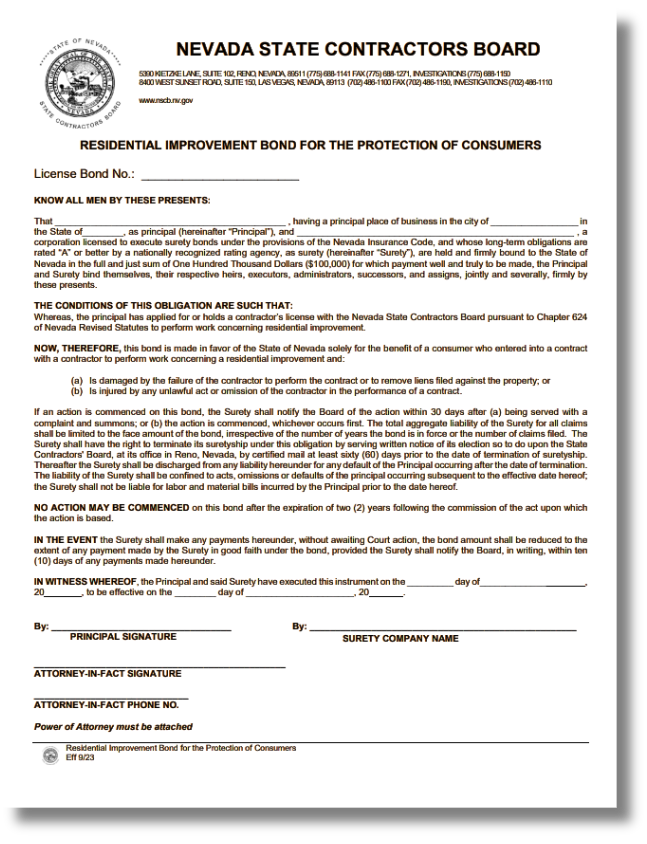 STATE OF NEVADA
STATE CONTRACTORS BOARD
NEVADA STATE CONTRACTORS BOARD
5390 KIETZKE LANE, SUITE 102, RENO, NEVADA, 89511 (775) 688-1141 FAX (775) 688-1271, INVESTIGATIONS (775) 688-1150
8400 WEST SUNSET ROAD, SUITE 150, LAS VEGAS, NEVADA, 89113 (702) 486-1100 FAX (702) 486-1190, INVESTIGATIONS (702) 486-1110
www.nscb.nv.gov
RESIDENTIAL IMPROVEMENT BOND FOR THE PROTECTION OF CONSUMERS
License Bond No.: _______________________
KNOW ALL MEN BY THESE PRESENTS:
That ______________________________________________ , having a principal place of business in the city of __________________ in
the State of________, as principal (hereinafter “Principal”), and ________________________________________________________ , a
corporation licensed to execute surety bonds under the provisions of the Nevada Insurance Code, and whose long-term obligations are
rated “A” or better by a nationally recognized rating agency, as surety (hereinafter “Surety”), are held and firmly bound to the State of
Nevada in the full and just sum of One Hundred Thousand Dollars ($100,000) for which payment well and truly to be made, the Principal
and Surety bind themselves, their respective heirs, executors, administrators, successors, and assigns, jointly and severally, firmly by
these presents.
THE CONDITIONS OF THIS OBLIGATION ARE SUCH THAT:
Whereas, the principal has applied for or holds a contractor’s license with the Nevada State Contractors Board pursuant to Chapter 624
of Nevada Revised Statutes to perform work concerning residential improvement.
NOW, THEREFORE, this bond is made in favor of the State of Nevada solely for the benefit of a consumer who entered into a contract
with a contractor to perform work concerning a residential improvement and:
(a) Is damaged by the failure of the contractor to perform the contract or to remove liens filed against the property; or
(b) Is injured by any unlawful act or omission of the contractor in the performance of a contract.
If an action is commenced on this bond, the Surety shall notify the Board of the action within 30 days after (a) being served with a
complaint and summons; or (b) the action is commenced, whichever occurs first. The total aggregate liability of the Surety for all claims
shall be limited to the face amount of the bond, irrespective of the number of years the bond is in force or the number of claims filed. The
Surety shall have the right to terminate its suretyship under this obligation by serving written notice of its election so to do upon the State
Contractors' Board, at its office in Reno, Nevada, by certified mail at least sixty (60) days prior to the date of termination of suretyship.
Thereafter the Surety shall be discharged from any liability hereunder for any default of the Principal occurring after the date of termination.
The liability of the Surety shall be confined to acts, omissions or defaults of the principal occurring subsequent to the effective date hereof;
the Surety shall not be liable for labor and material bills incurred by the Principal prior to the date hereof.
NO ACTION MAY BE COMMENCED on this bond after the expiration of two (2) years following the commission of the act upon which
the action is based.
IN THE EVENT the Surety shall make any payments hereunder, without awaiting Court action, the bond amount shall be reduced to the
extent of any payment made by the Surety in good faith under the bond, provided the Surety shall notify the Board, in writing, within ten
(10) days of any payments made hereunder.
IN WITNESS WHEREOF, the Principal and said Surety have executed this instrument on the _________ day of_____________________,
20_______, to be effective on the ________ day of _____________________, 20_______.
By: ___________________________________ By: ____________________________________________________
PRINCIPAL SIGNATURE SURETY COMPANY NAME
_________________________________________________
ATTORNEY-IN-FACT SIGNATURE
______________________________
ATTORNEY-IN-FACT PHONE NO.
Power of Attorney must be attached
Residential Improvement Bond for the Protection of Consumers
Eff 9/23